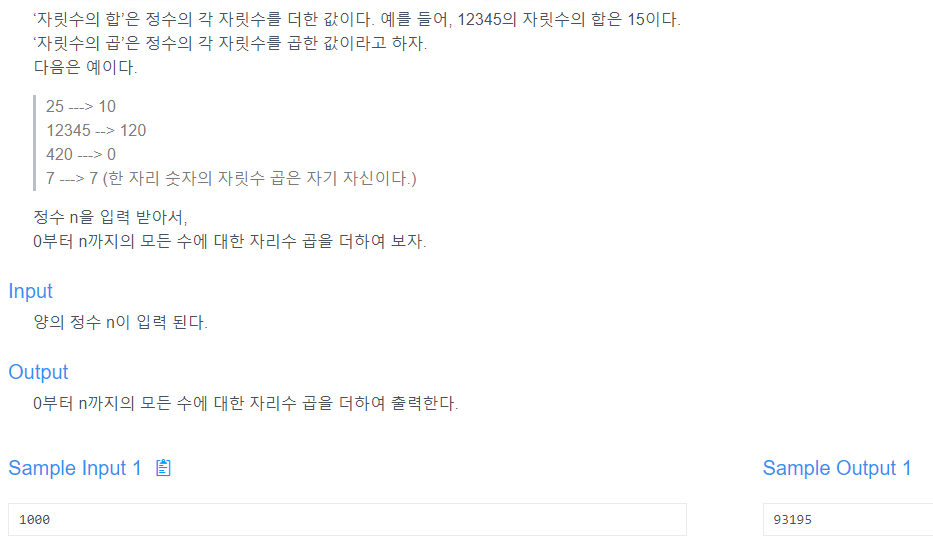 ‘자릿수의 합’은 정수의 각 자릿수를 더한 값이다. 예를 들어, 12345의 자릿수의 합은 15이다.
‘자릿수의 곱’은 정수의 각 자릿수를 곱한 값이라고 하자.
다음은 예이다.
25 ---> 10
12345 --> 120
420 ---> 0
7 ---> 7 (한 자리 숫자의 자릿수 곱은 자기 자신이다.)
정수 n을 입력 받아서,
0부터 n까지의 모든 수에 대한 자리수 곱을 더하여 보자.
Input
양의 정수 n이 입력 된다.
Output
0부터 n까지의 모든 수에 대한 자리수 곱을 더하여 출력한다.
Sample Input 1
Sample Output 1
1000
93195